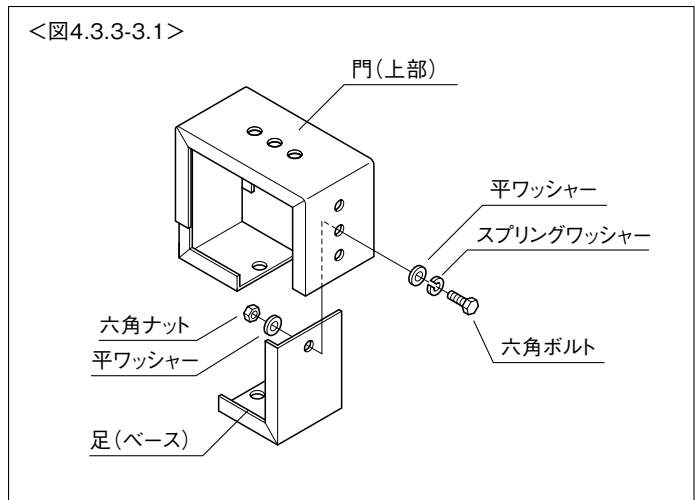 ＜図4.3.3-3.1＞
門（上部）
平ワッシャー
スプリングワッシャー
六角ナット
平ワッシャー
六角ボルト
足（ベース）